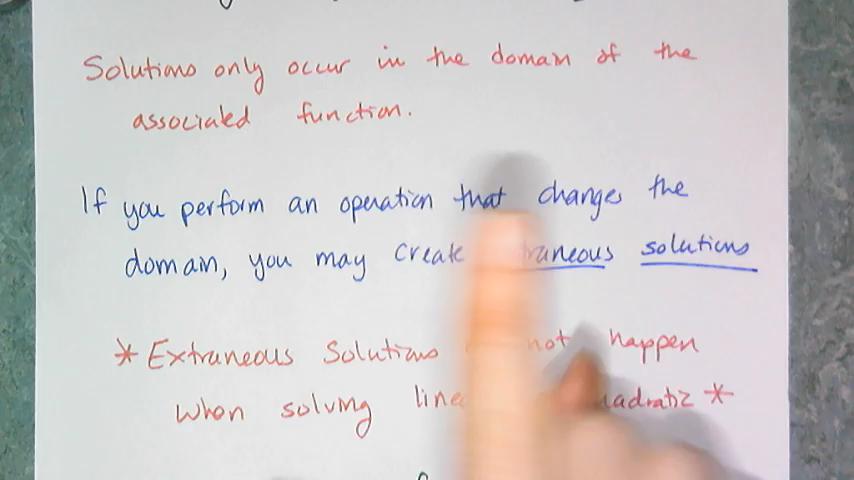 Solutions only occur in the domain of the
associated function.
If you perform an operation that changes the
domain, you may create solutions
* Extraneous Solutions not happen
when solving *